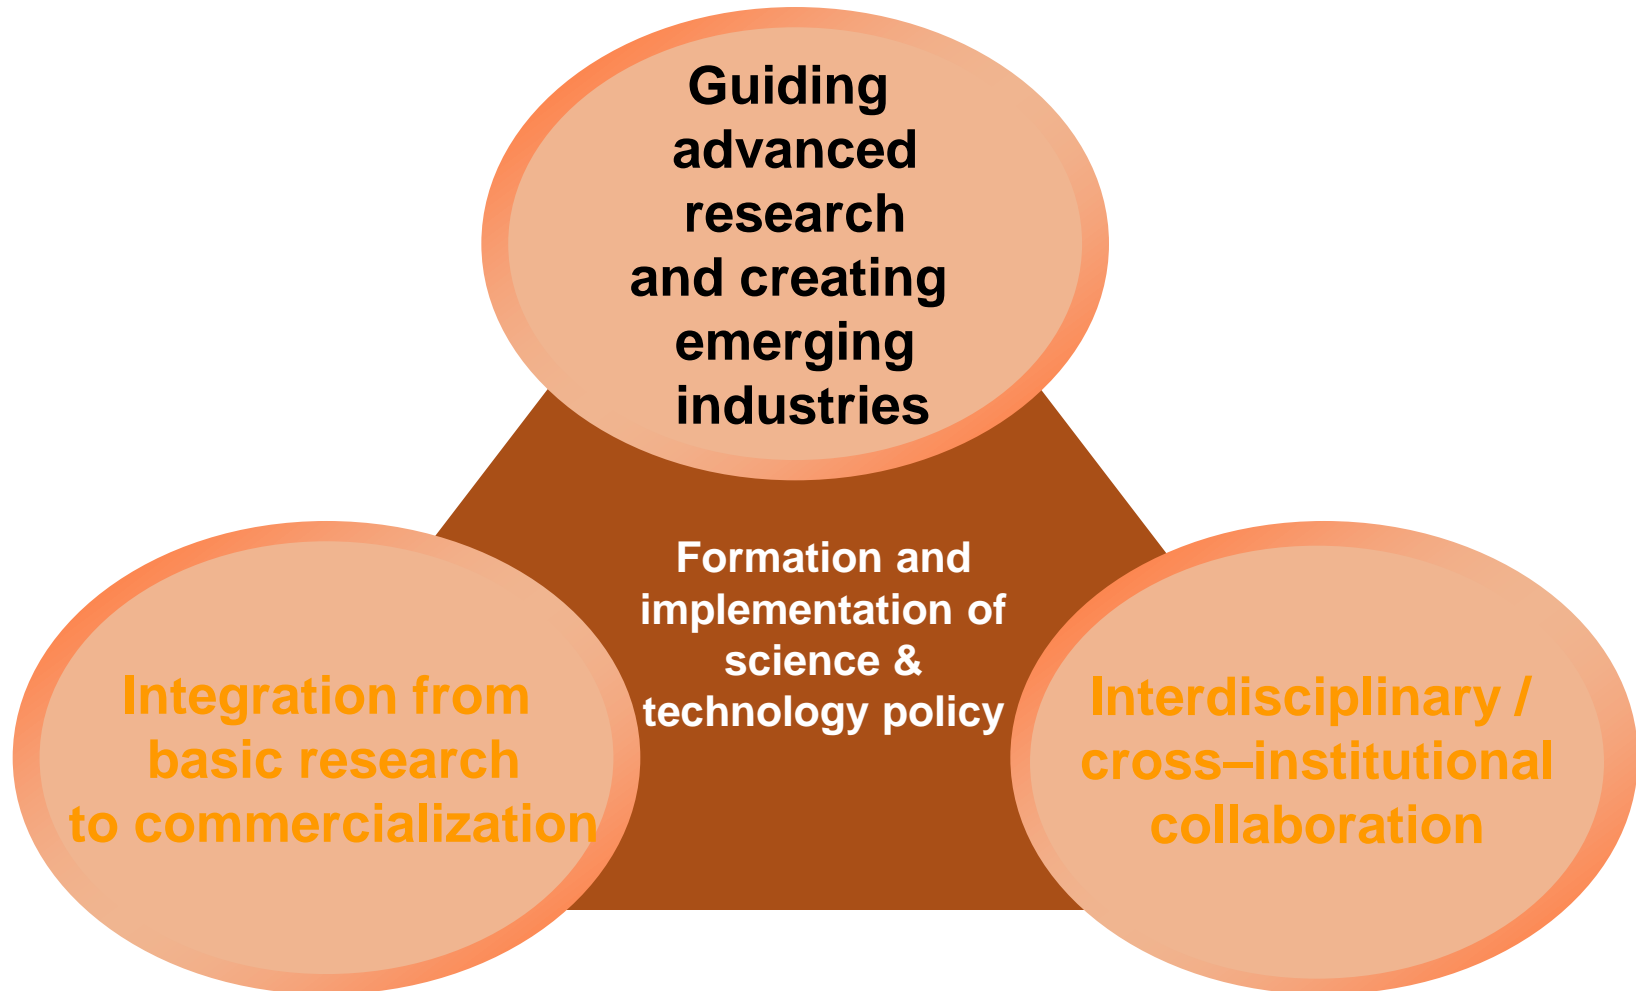 Guiding
advanced
research
and creating
emerging
industries
Formation and
implementation of
science &
technology policy
Integration from
basic research
to commercialization
Interdisciplinary /
cross–institutional
collaboration